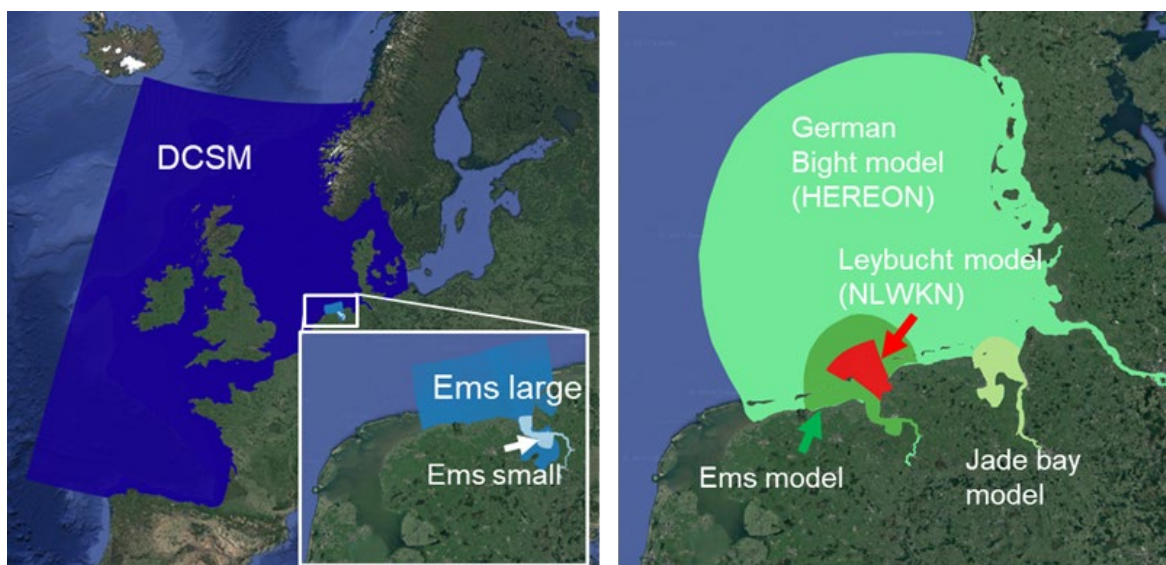 DCSM
Ems large
Ems small
German
Bight model
(HEREON)
Leybucht model
(NLWKN)
Ems model
Jade bay
model